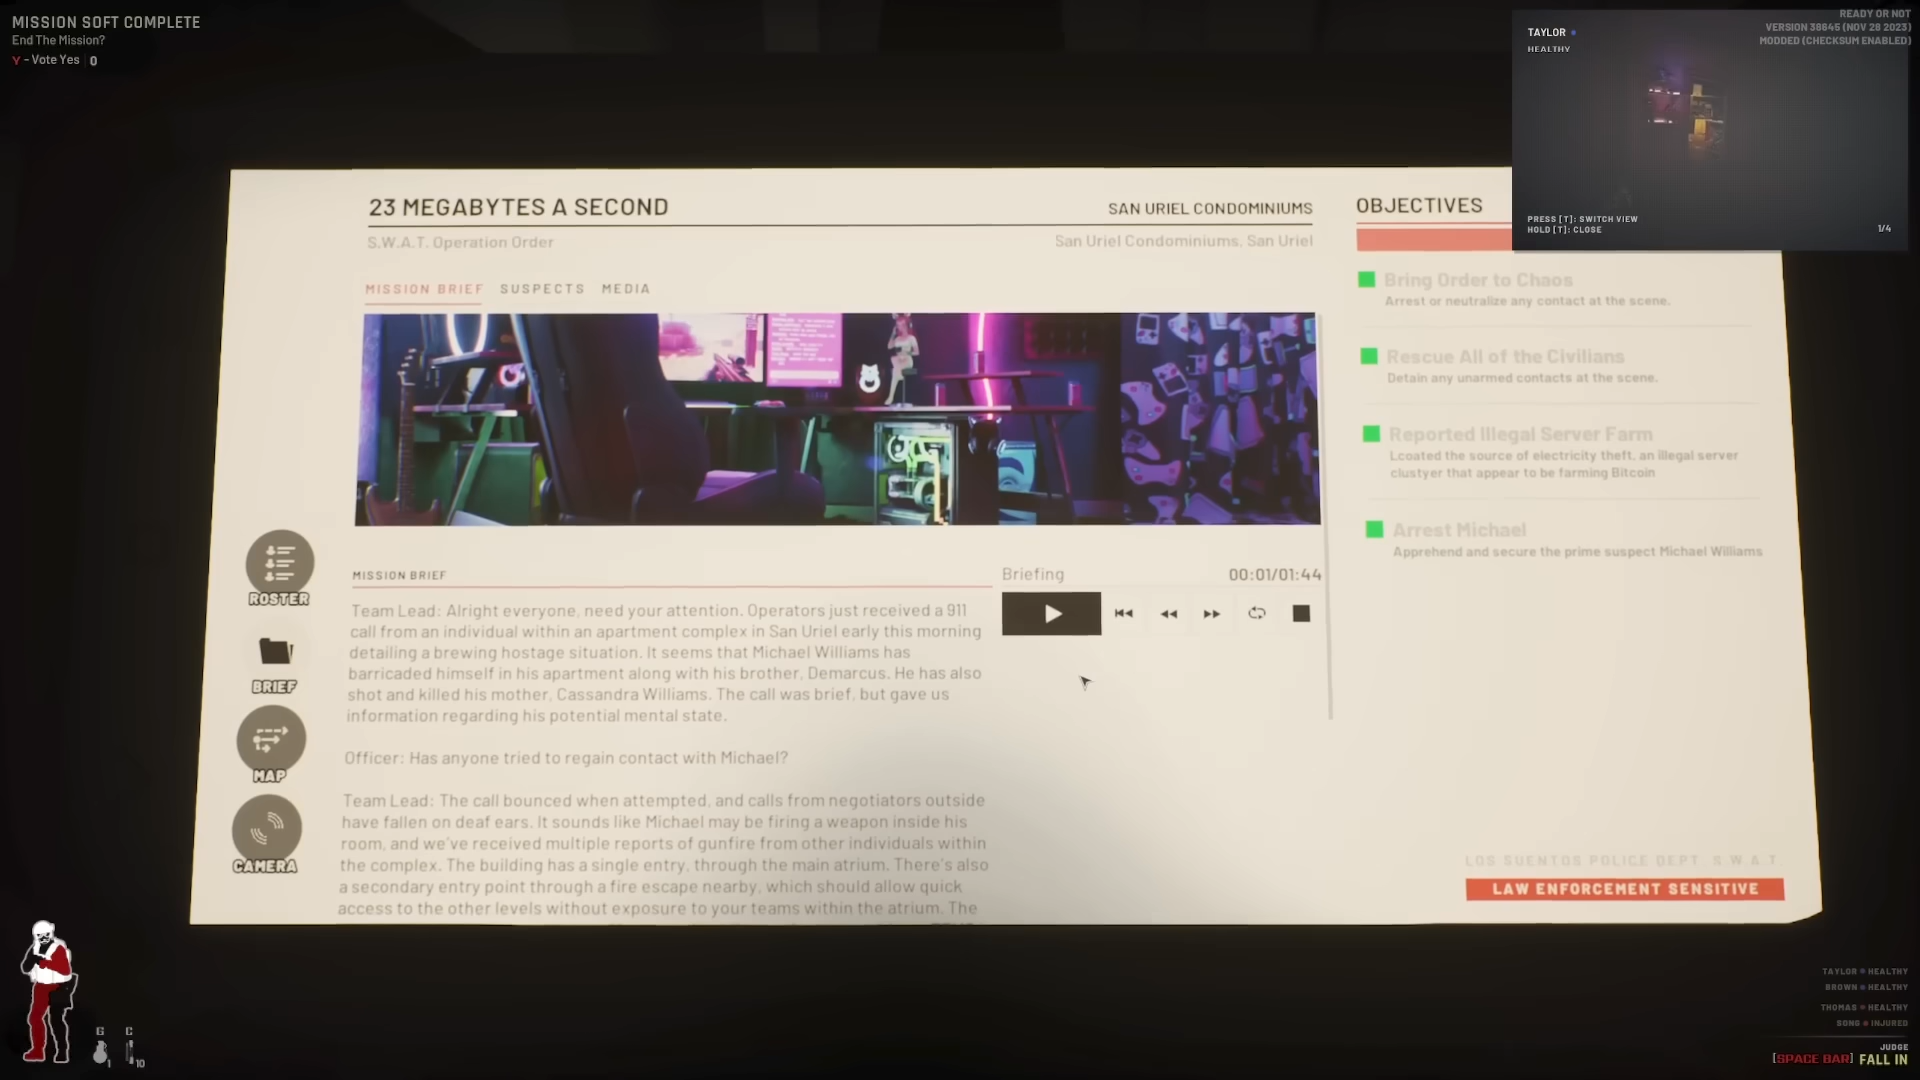 MISSION SOFT COMPLETE
End The Mission?
Y - Vote Yes 0
READY OR NOT
VERSION 36645 (NOV 28 2023)
MODDED (CHECKSUM ENABLED)
TAYLOR
HEALTHY
PRESS [T]: SWITCH VIEW
HOLD [T]: CLOSE
1/4
23 MEGABYTES A SECOND
SAN URIEL CONDOMINIUMS
S.W.A.T. Operation Order
San Uriel Condominiums, San Uriel
MISSION BRIEF SUSPECTS MEDIA
OBJECTIVES
Bring Order to Chaos
Arrest or neutralize any contact at the scene.
Rescue All of the Civilians
Detain any unarmed contacts at the scene.
Reported Illegal Server Farm
Lcoated the source of electricity theft, an illegal server
clustyer that appear to be farming Bitcoin
Arrest Michael
Apprehend and secure the prime suspect Michael Williams
ROSTER
BRIEF
MAP
CAMERA
MISSION BRIEF
Briefing 00:01/01:44
Team Lead: Alright everyone, need your attention. Operators just received a 911
call from an individual within an apartment complex in San Uriel early this morning
detailing a brewing hostage situation. It seems that Michael Williams has
barricaded himself in his apartment along with his brother, Demarcus. He has also
shot and killed his mother, Cassandra Williams. The call was brief, but gave us
information regarding his potential mental state.
Officer: Has anyone tried to regain contact with Michael?
Team Lead: The call bounced when attempted, and calls from negotiators outside
have fallen on deaf ears. It sounds like Michael may be firing a weapon inside his
room, and we've received multiple reports of gunfire from other individuals within
the complex. The building has a single entry, through the main atrium. There's also
a secondary entry point through a fire escape nearby, which should allow quick
access to the other levels without exposure to your teams within the atrium. The
LOS SUENTOS POLICE DEPT. S.W.A.T.
LAW ENFORCEMENT SENSITIVE
G C
1 10
TAYLOR HEALTHY
BROWN HEALTHY
THOMAS HEALTHY
SONG INJURED
JUDGE
[SPACE BAR] FALL IN